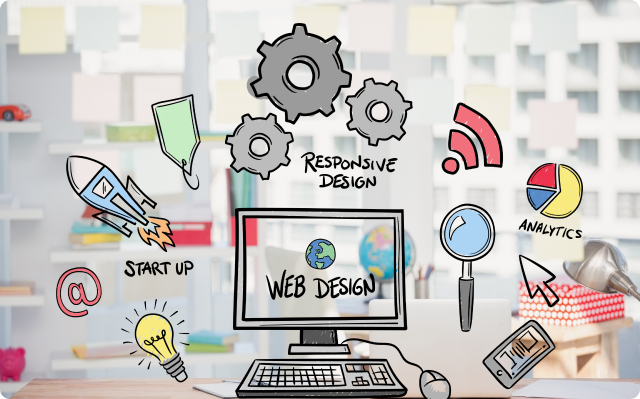 RESPONSIVE
DESIGN
ANALYTICS
START UP
@
WEB DESIGN